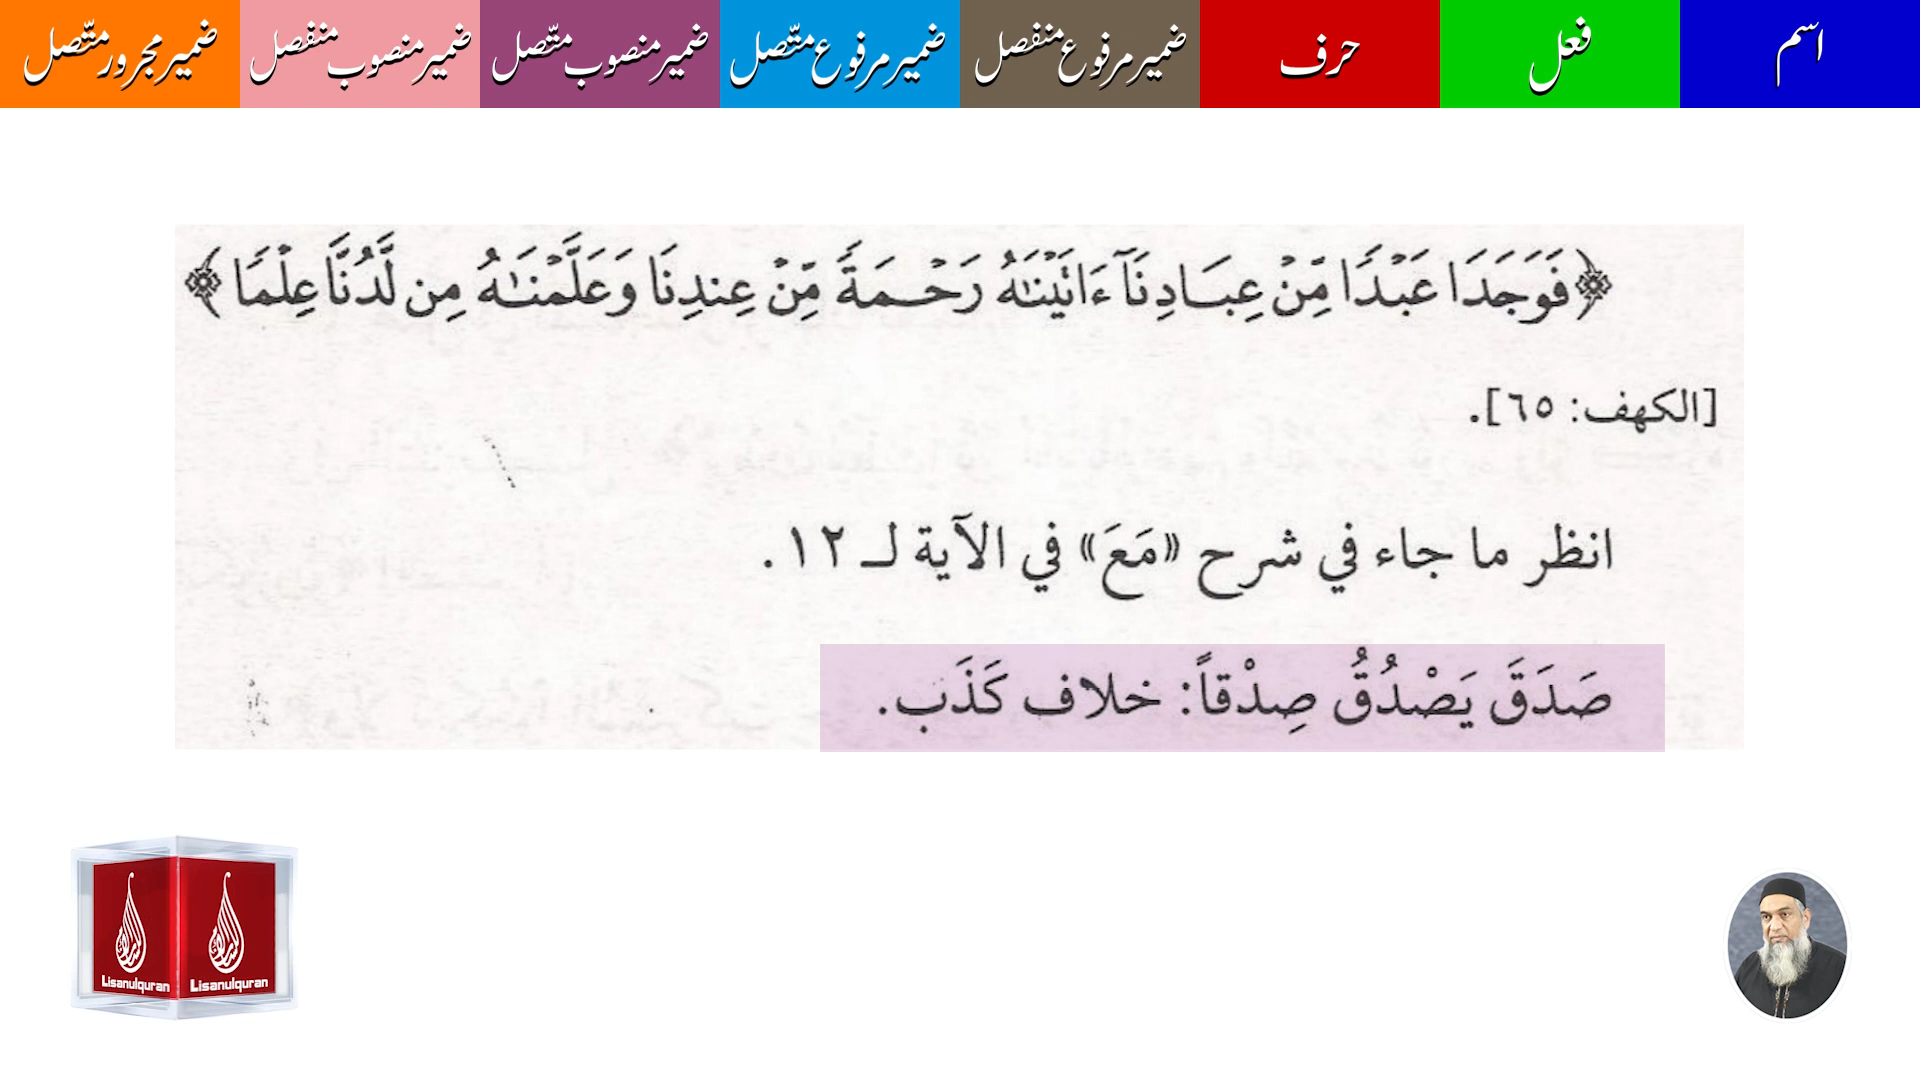 اسم
فعل
حرف
ضمیر مرفوع منفصل
ضمیر مرفوع متّصل
ضمیر منصوب متّصل
ضمیر منصوب منفصل
ضمیر مجرور متّصل
﴿فَوَجَدَا عَبْدًا مِّنْ عِبَادِنَآ ءَاتَيْنَٰهُ رَحْمَةً مِّنْ عِندِنَا وَعَلَّمْنَٰهُ مِن لَّدُنَّا عِلْمًا﴾
[الكهف: ٦٥].
انظر ما جاء في شرح «مَعَ» في الآية لـ ١٢.
صَدَقَ يَصْدُقُ صِدْقاً: خلاف كَذَب.
Lisanulquran
Lisanulquran